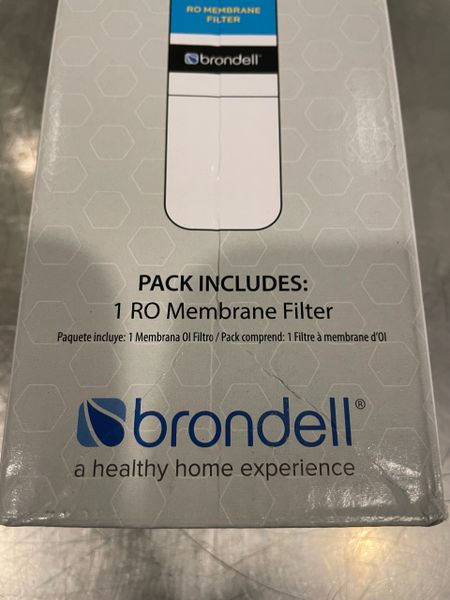 RO MEMBRANE
FILTER
brondell
PACK INCLUDES:
1 RO Membrane Filter
Paquete incluye: 1 Membrana OI Filtro / Pack comprend: 1 Filtre à membrane d'OI
brondell®
a healthy home experience